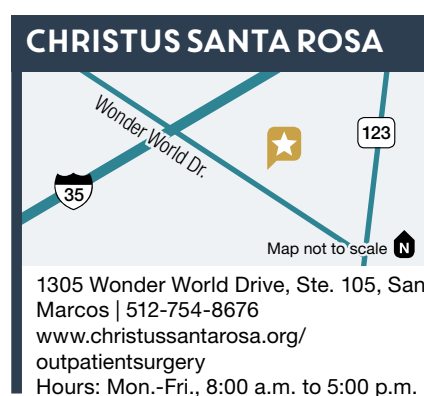 CHRISTUS SANTA ROSA
Wonder World Dr.
123
35
Map not to scale N
1305 Wonder World Drive, Ste. 105, San
Marcos | 512-754-8676
www.christussantarosa.org/
outpatientsurgery
Hours: Mon.-Fri., 8:00 a.m. to 5:00 p.m.